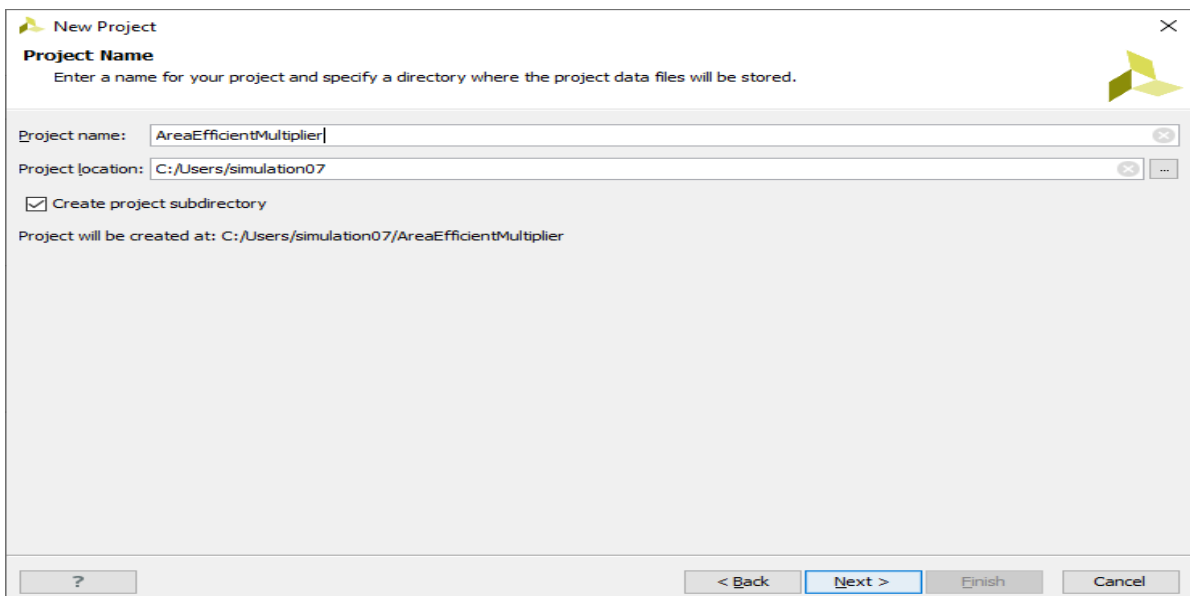 New Project
Project Name
Enter a name for your project and specify a directory where the project data files will be stored.
Project name: AreaEfficientMultiplier
Project location: C:/Users/simulation07 ...
Create project subdirectory
Project will be created at: C:/Users/simulation07/AreaEfficientMultiplier
? < Back Next > Finish Cancel